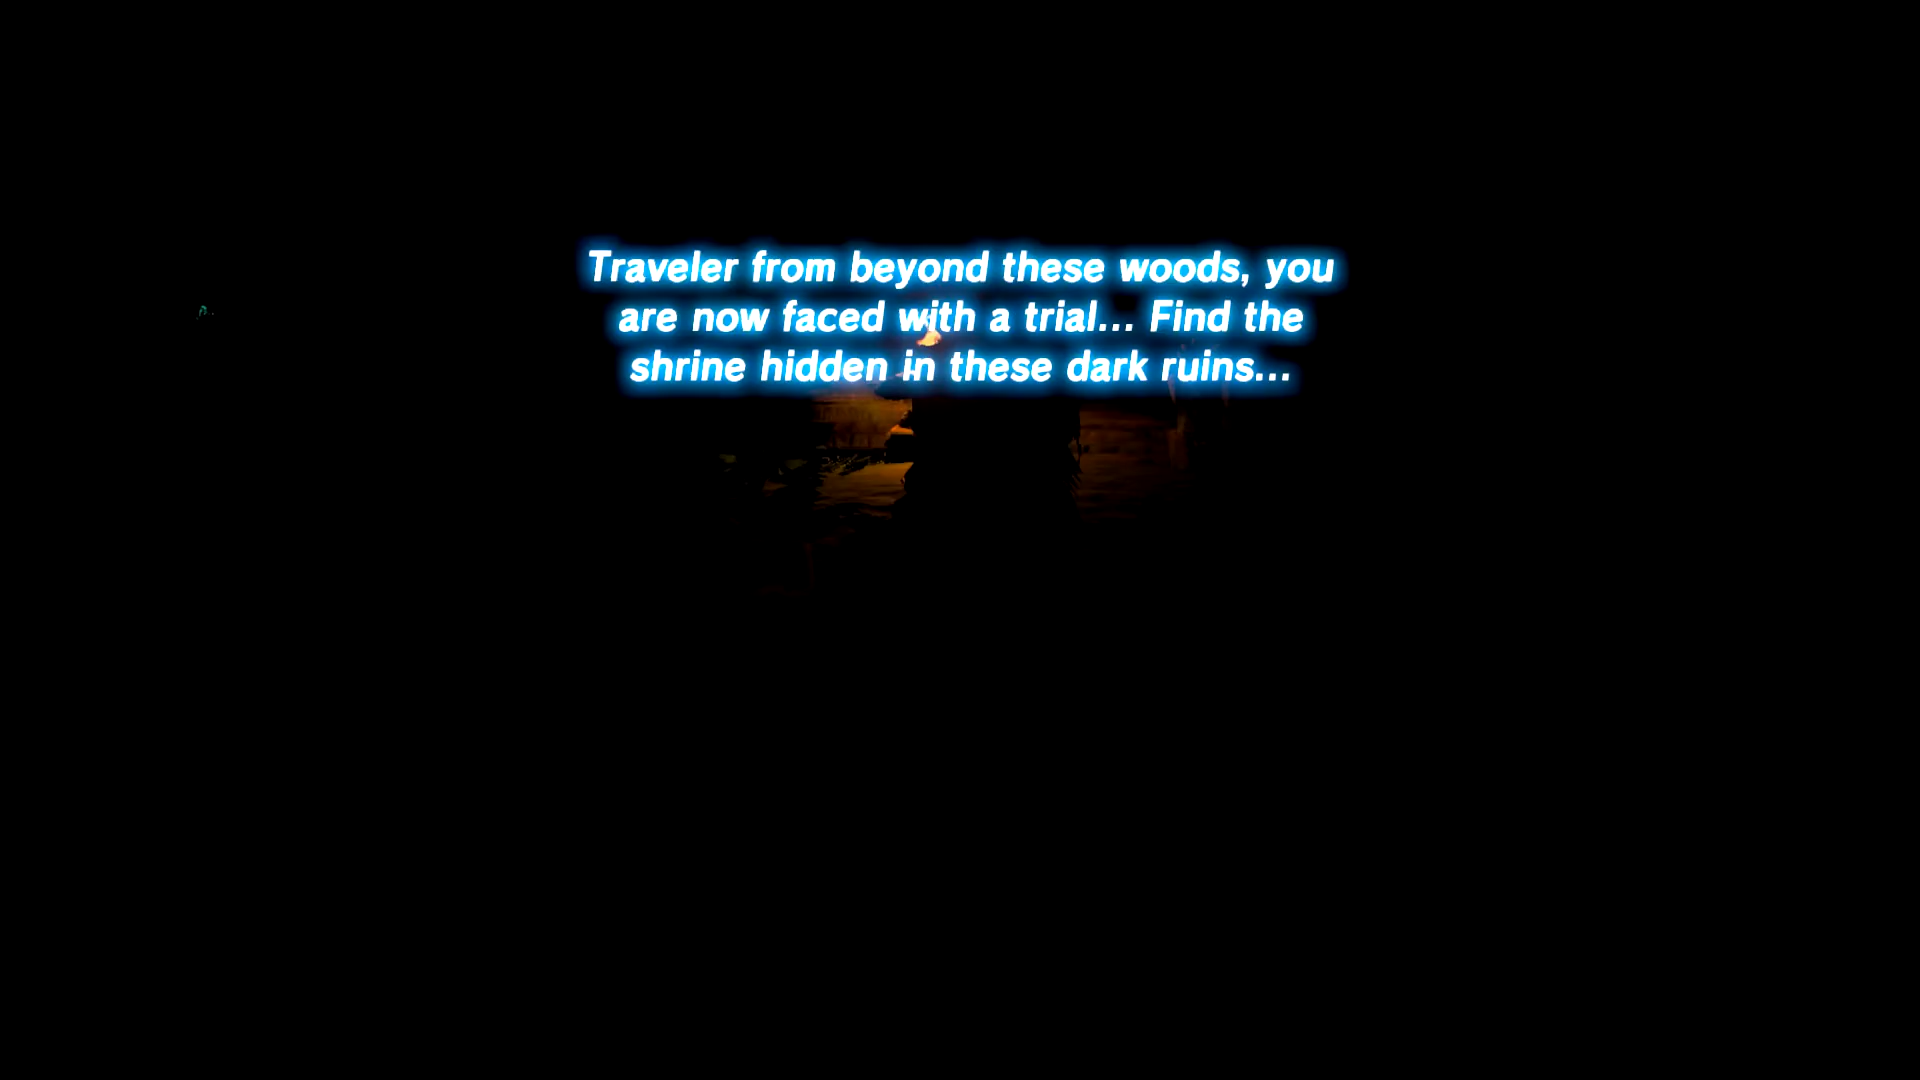 Traveler from beyond these woods, you
are now faced with a trial... Find the
shrine hidden in these dark ruins...